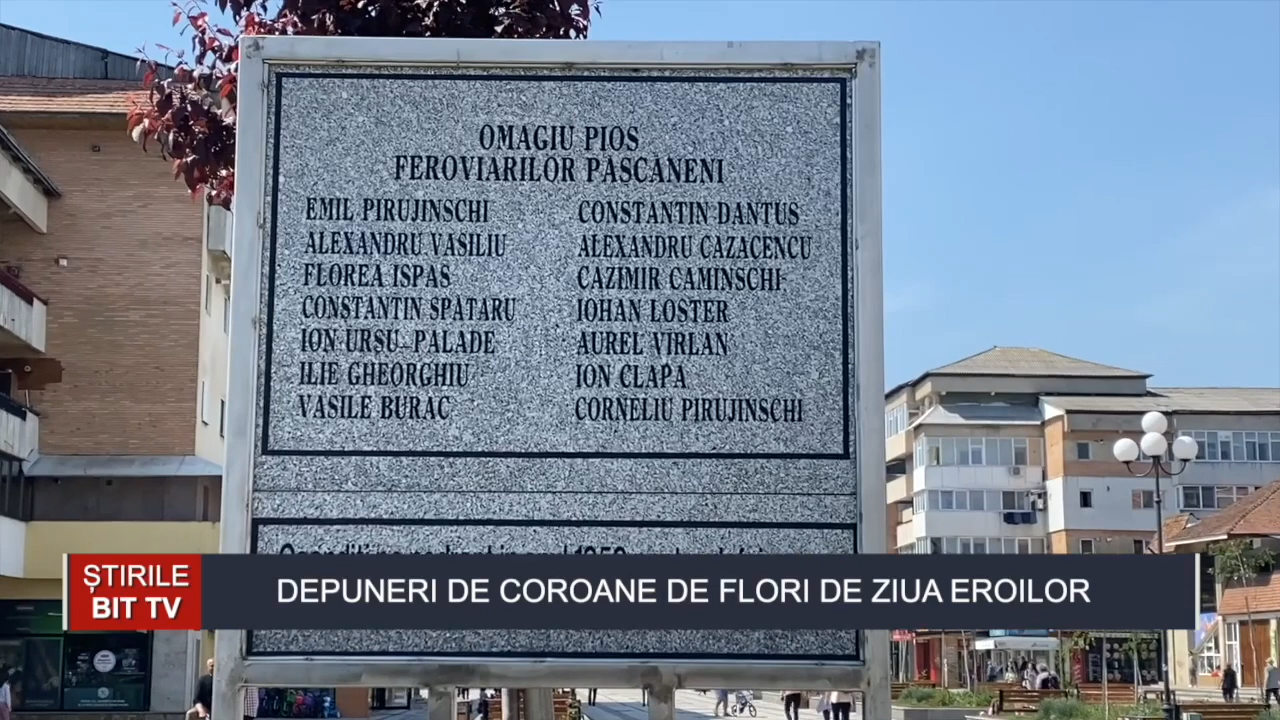 OMAGIU PIOS
FEROVIARILOR PASCANENI
EMIL PIRUJINSCHI
ALEXANDRU VASILIU
FLOREA ISPAS
CONSTANTIN SPATARU
ION URSU-PALADE
ILIE GHEORGHIU
VASILE BURAC
CONSTANTIN DANTUS
ALEXANDRU CAZACENCU
CAZIMIR CAMINSCHI
IOHAN LOSTER
AUREL VIRLAN
ION CLAPA
CORNELIU PIRUJINSCHI
ȘTIRILE
BIT TV
DEPUNERI DE COROANE DE FLORI DE ZIUA EROILOR